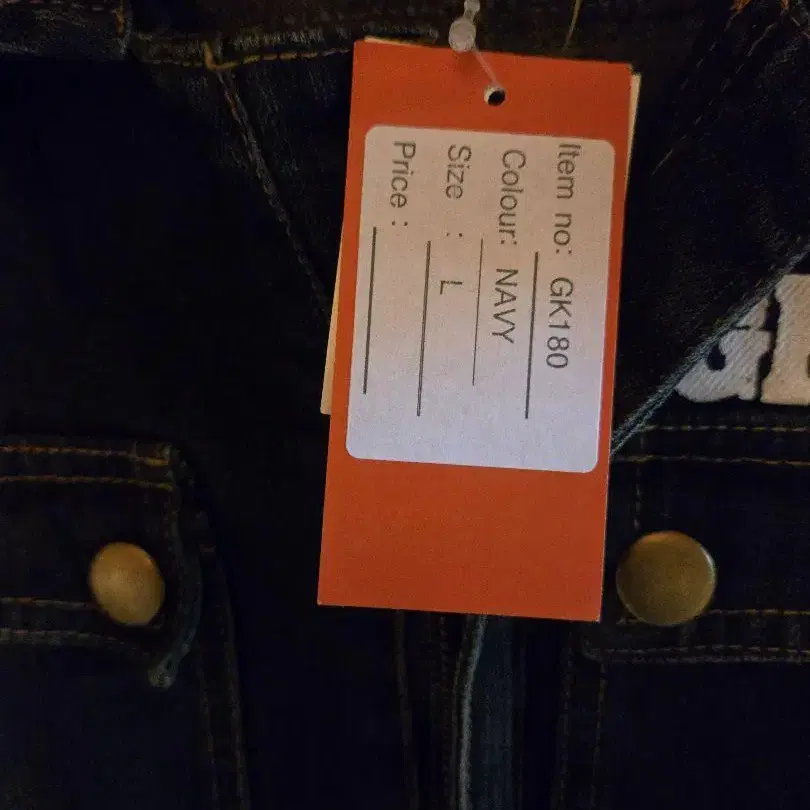 Item no: GK180
Colour: NAVY
Size : L
Price :
G